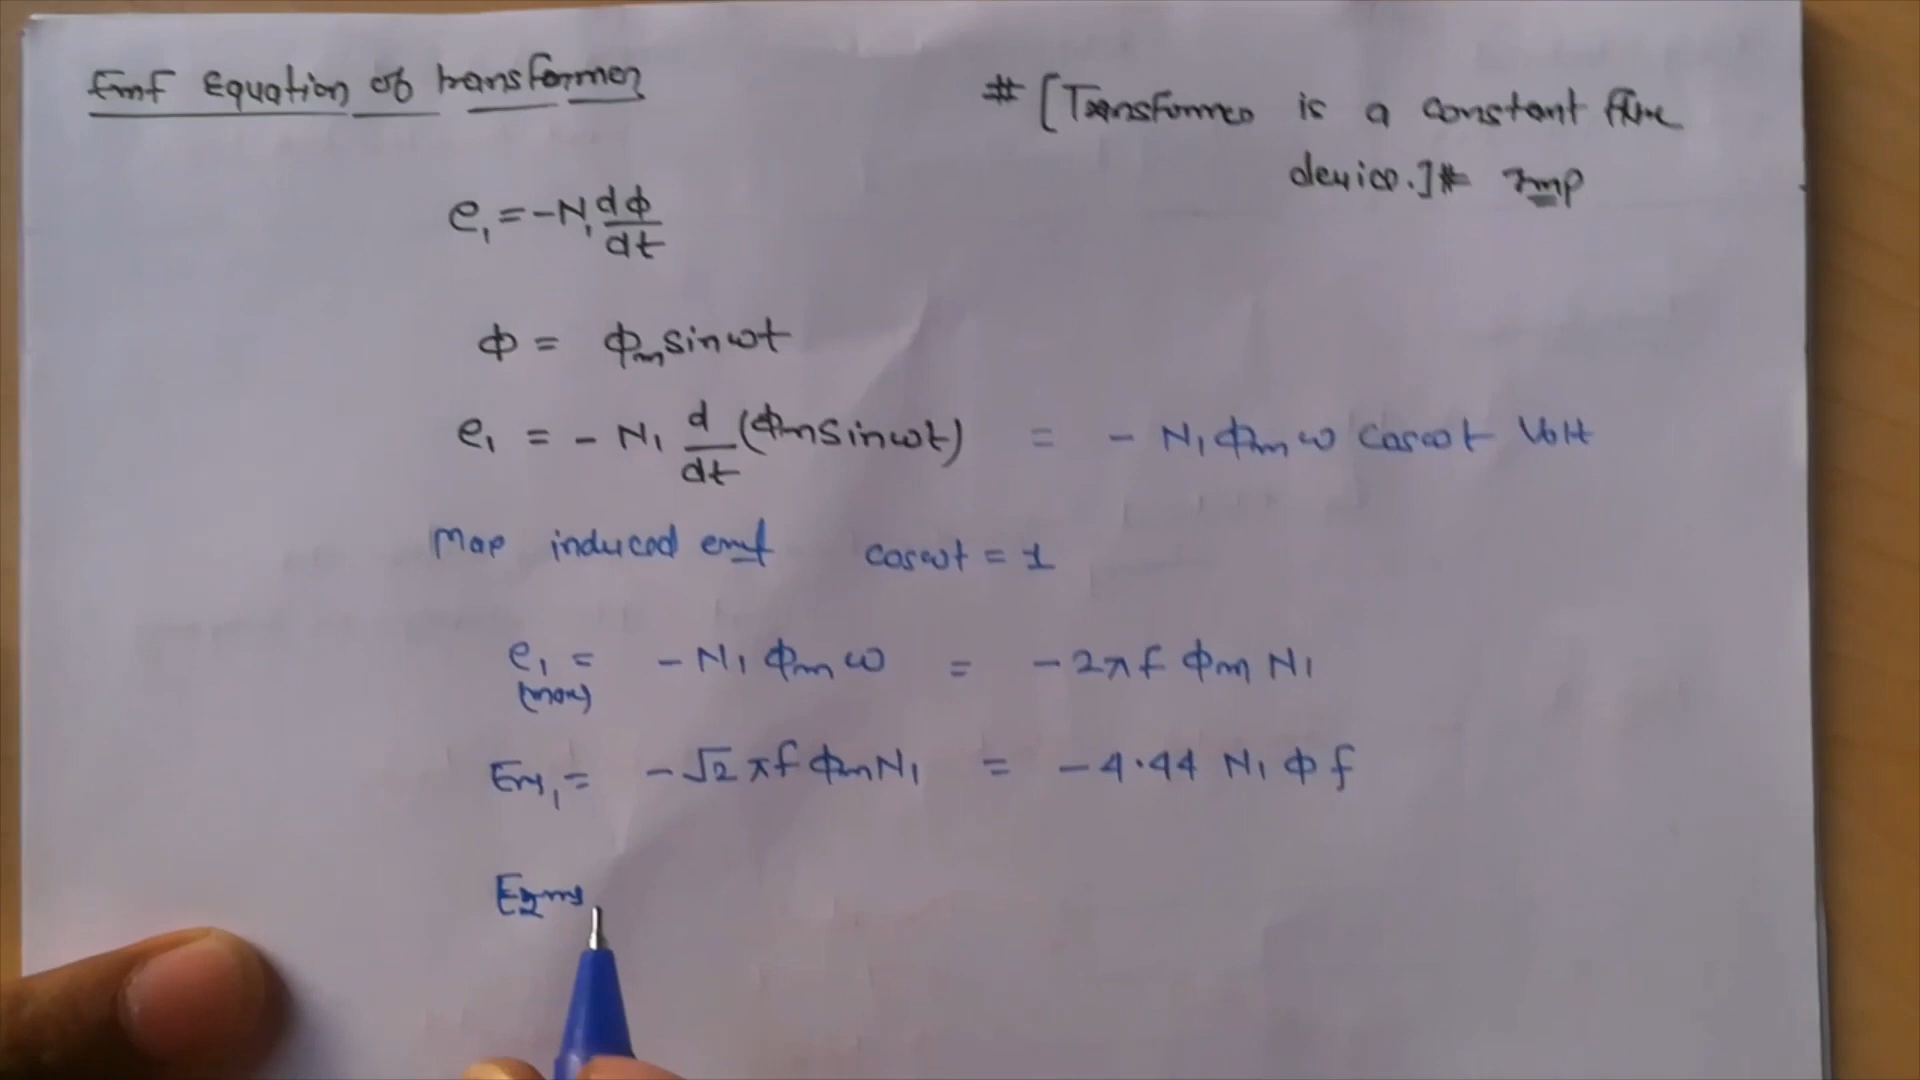 Emf Equation of transformer
# [Transformer is a constant flux
device.]# Imp
e₁ = -N₁ dϕ/dt
ϕ = ϕm sinωt
e₁ = - N₁ d/dt (ϕm sinωt) = - N₁ ϕm ω cosωt Volt
Max induced emf cosωt = 1
e₁ (max) = - N₁ ϕm ω = - 2πf ϕm N₁
= - √2 πf ϕm N₁ = - 4.44 N₁ ϕ f